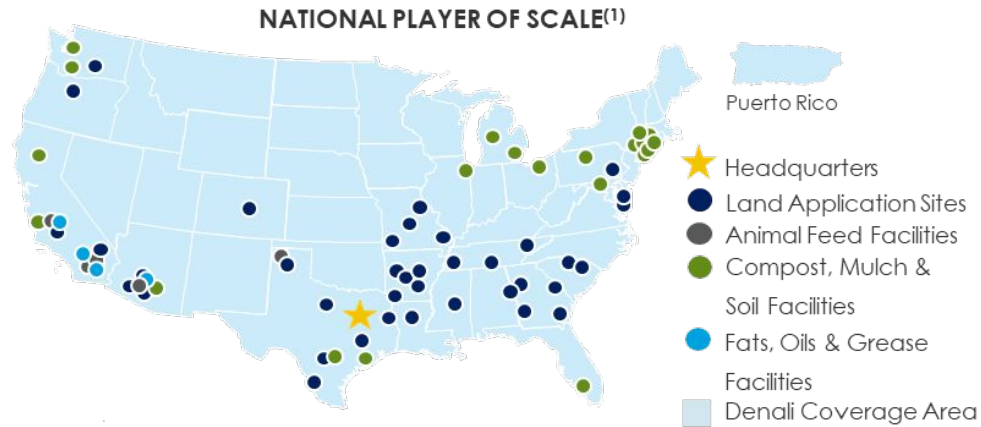 NATIONAL PLAYER OF SCALE(1)
Puerto Rico
Headquarters
Land Application Sites
Animal Feed Facilities
Compost, Mulch &
Soil Facilities
Fats, Oils & Grease
Facilities
Denali Coverage Area